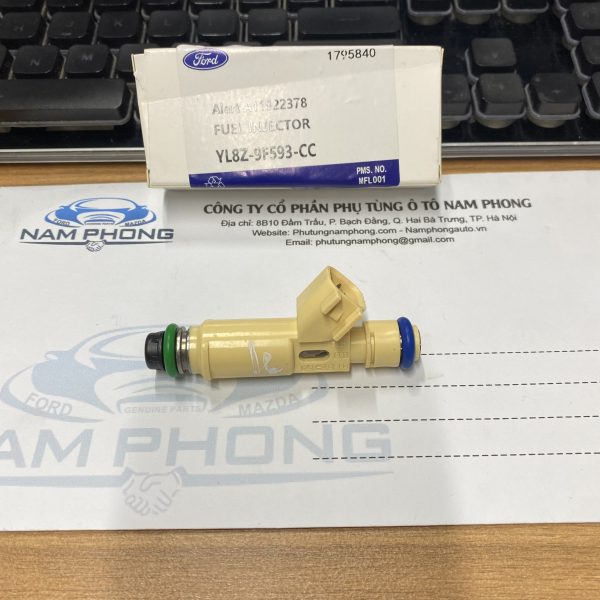 Ford
1795840
11922378
FUEL INJECTOR
YL8Z-9F593-CC
PMS. NO.
NFL001
NAM PHONG
CÔNG TY CỔ PHẦN PHỤ TÙNG Ô TÔ NAM PHONG
Địa chỉ: 8B10 Đầm Trấu, P. Bạch Đằng, Q. Hai Bà Trưng, TP. Hà Nội
Website: Phutungnamphong.com - Namphongauto.vn
Email: phutungnamphong@gmail.com
FORD
GENUINE PARTS
MAZDA
NAM PHONG